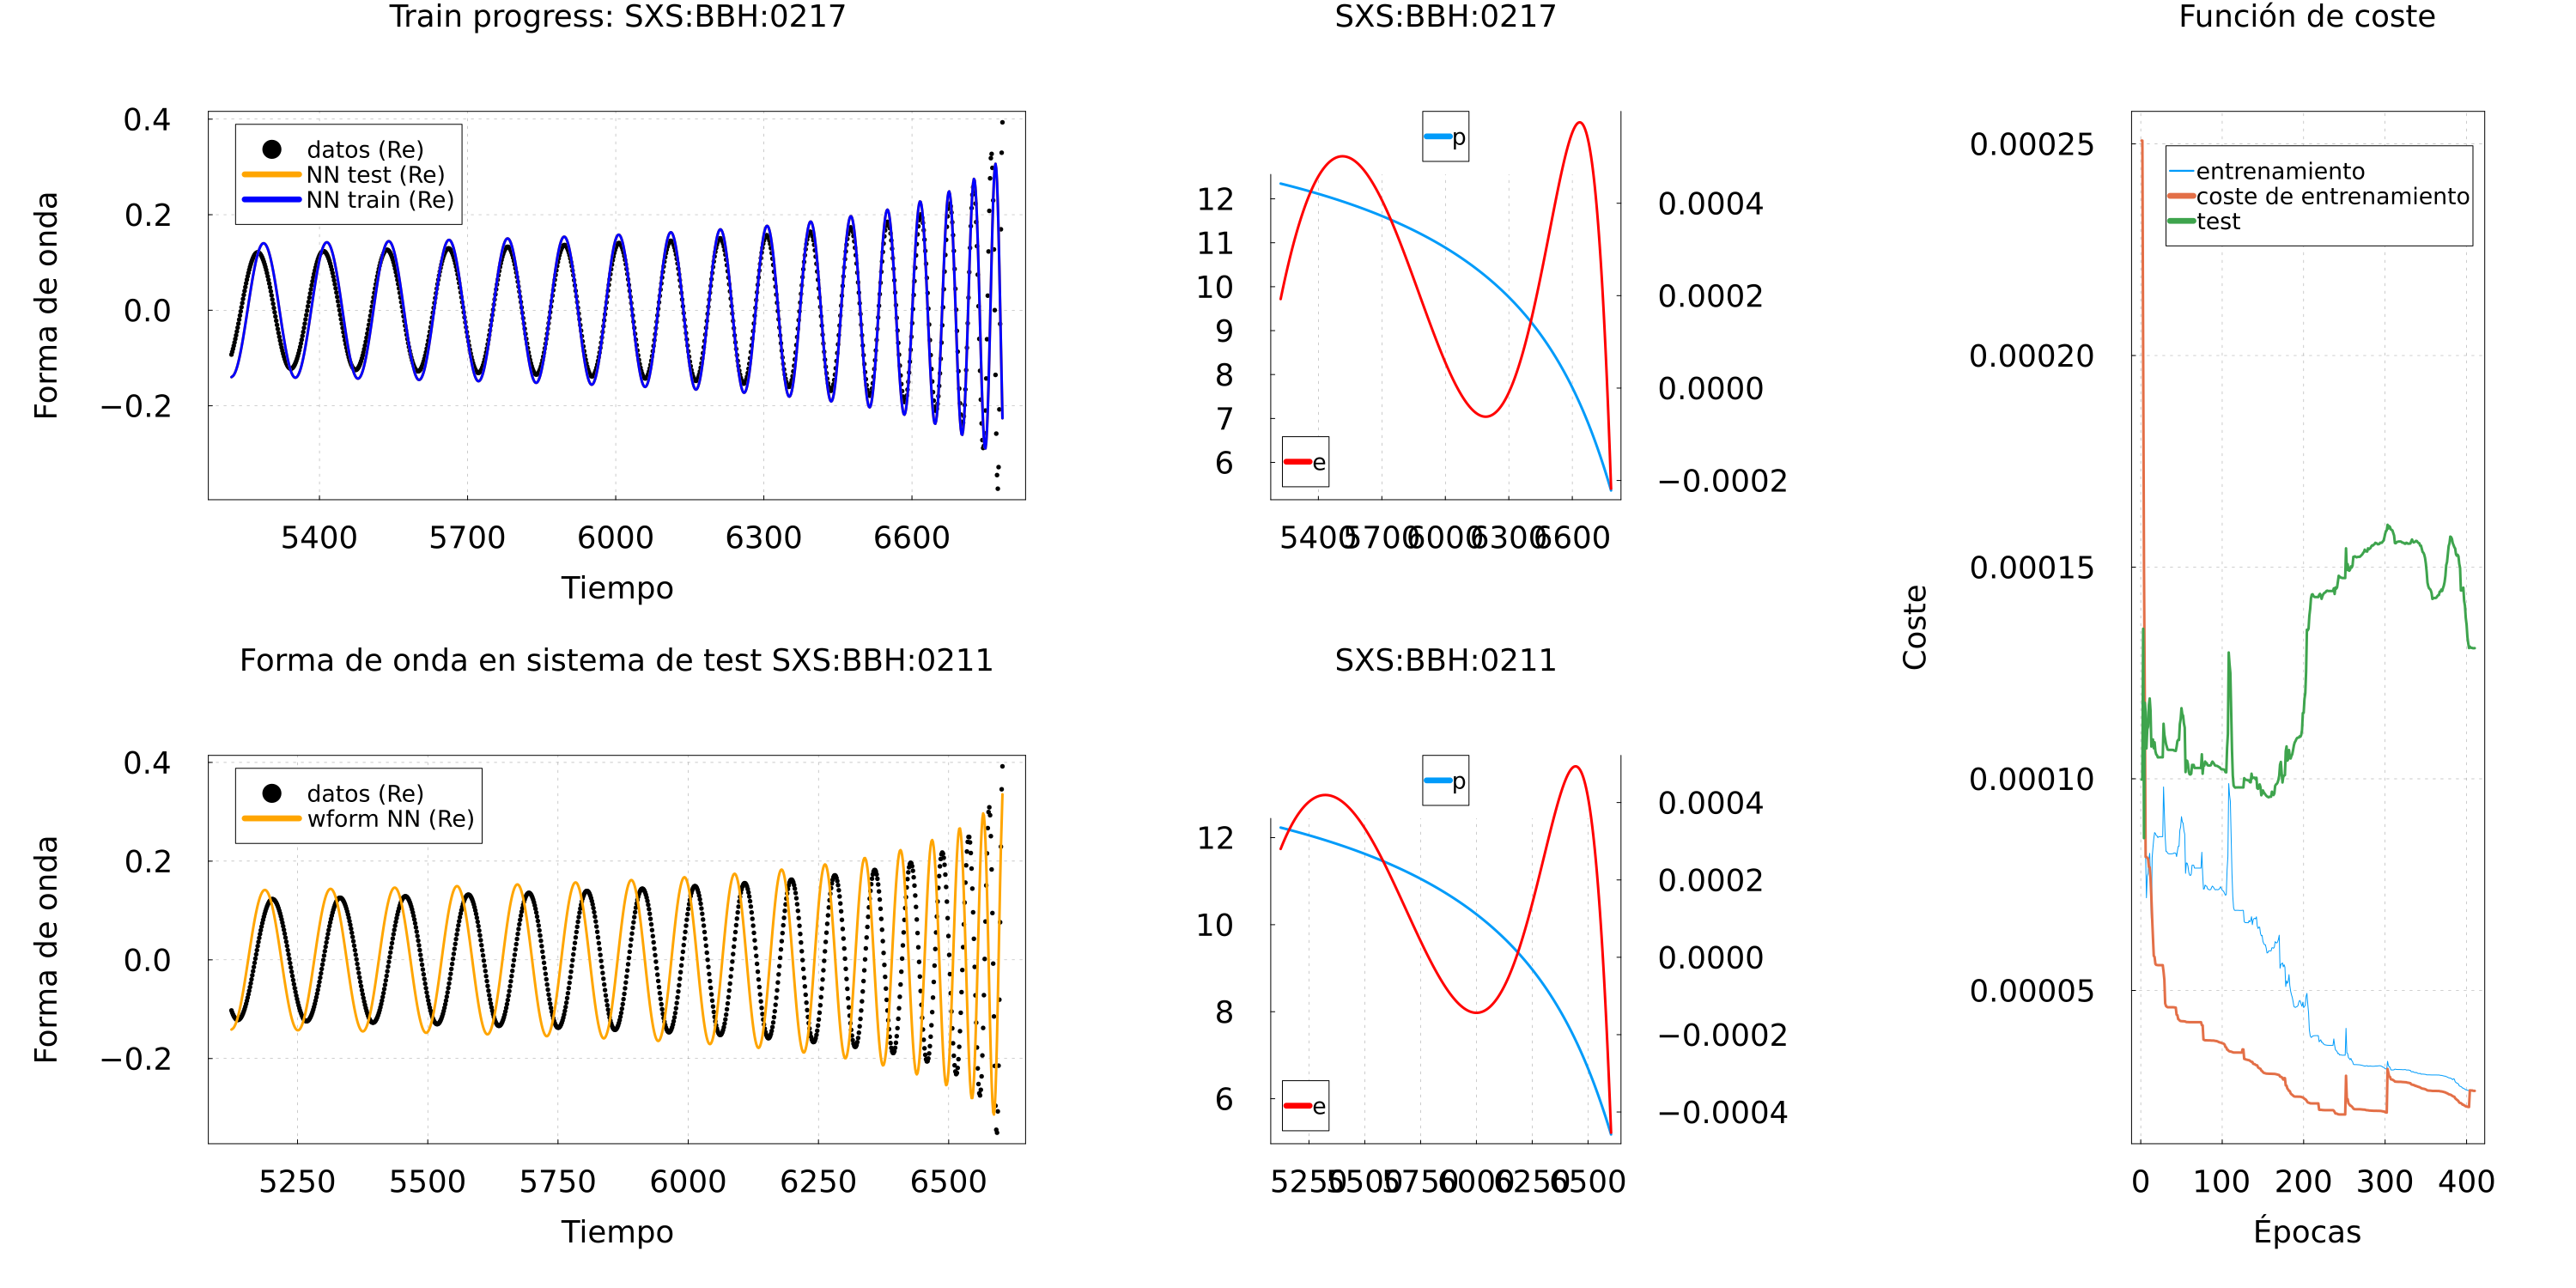 Train progress: SXS:BBH:0217
SXS:BBH:0217
Función de coste
Forma de onda
0.4
0.2
0.0
−0.2
datos (Re)
NN test (Re)
NN train (Re)
5400
5700
6000
6300
6600
Tiempo
12
11
10
9
8
7
6
p
e
0.0004
0.0002
0.0000
−0.0002
5400
5700
6000
6300
6600
Forma de onda en sistema de test SXS:BBH:0211
SXS:BBH:0211
Forma de onda
0.4
0.2
0.0
−0.2
datos (Re)
wform NN (Re)
5250
5500
5750
6000
6250
6500
Tiempo
12
10
8
6
p
e
0.0004
0.0002
0.0000
−0.0002
−0.0004
5250
5500
5750
6000
6250
6500
Coste
0.00025
0.00020
0.00015
0.00010
0.00005
entrenamiento
coste de entrenamiento
test
0
100
200
300
400
Épocas